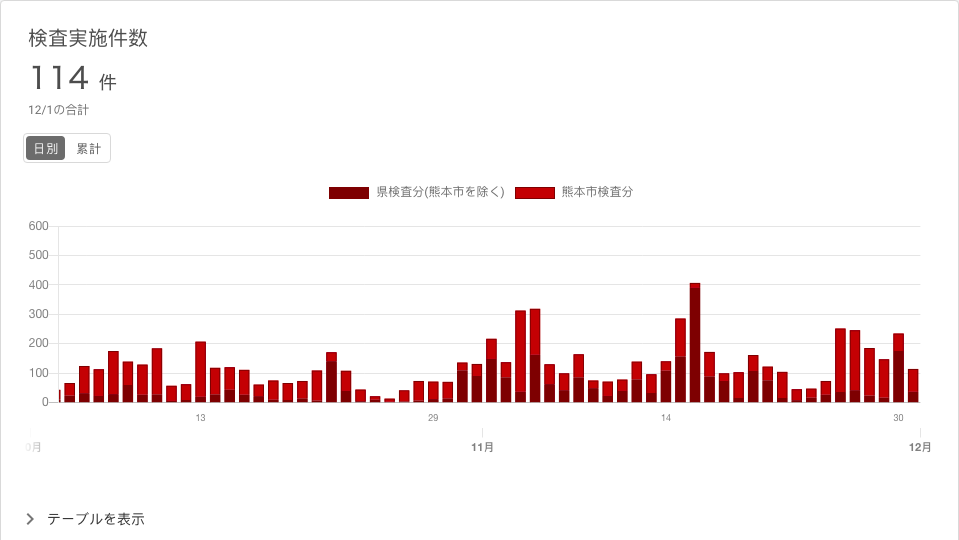 検査実施件数
114 件
12/1の合計
日別 累計
県検査分(熊本市を除く) 熊本市検査分
600
500
400
300
200
100
0
13 29 14 30
0月 11月 12月
テーブルを表示